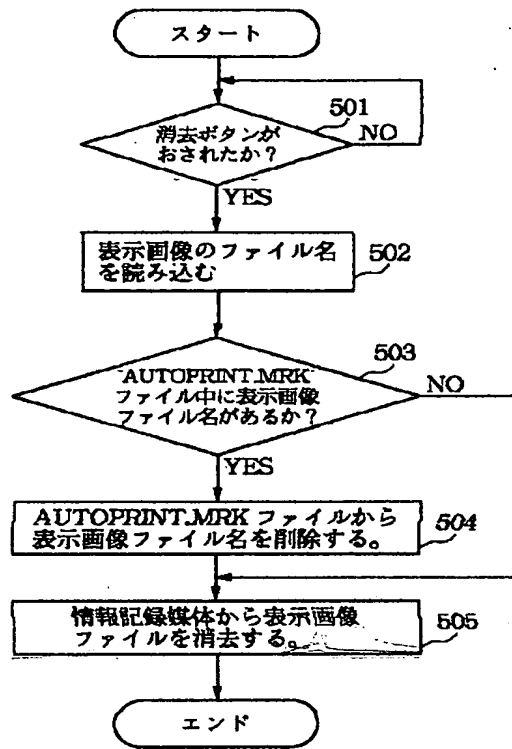 スタート
501
消去ボタンが
おされたか？
NO
YES
表示画像のファイル名
を読み込む
502
503
AUTOPRINT.MRK
ファイル中に表示画像
ファイル名があるか？
NO
YES
AUTOPRINT.MRK ファイルから
表示画像ファイル名を削除する。
504
情報記録媒体から表示画像
ファイルを消去する。
505
エンド